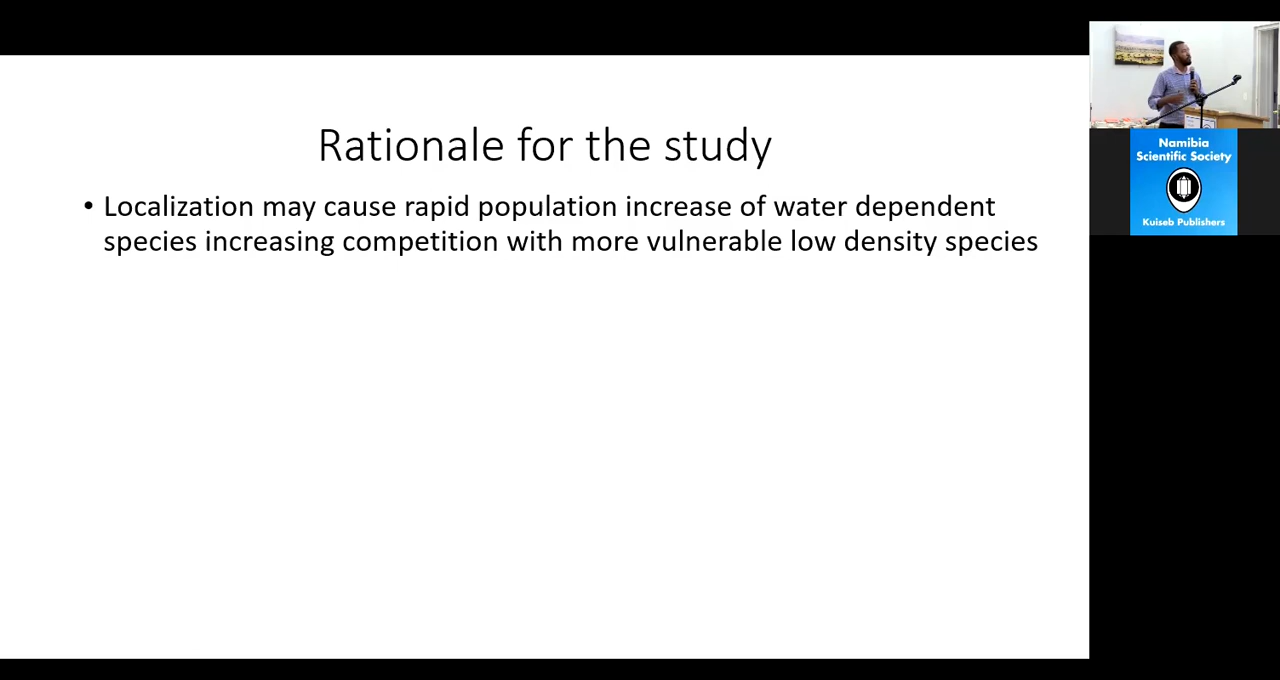 Rationale for the study
• Localization may cause rapid population increase of water dependent
species increasing competition with more vulnerable low density species
Namibia
Scientific Society
Kuiseb Publishers